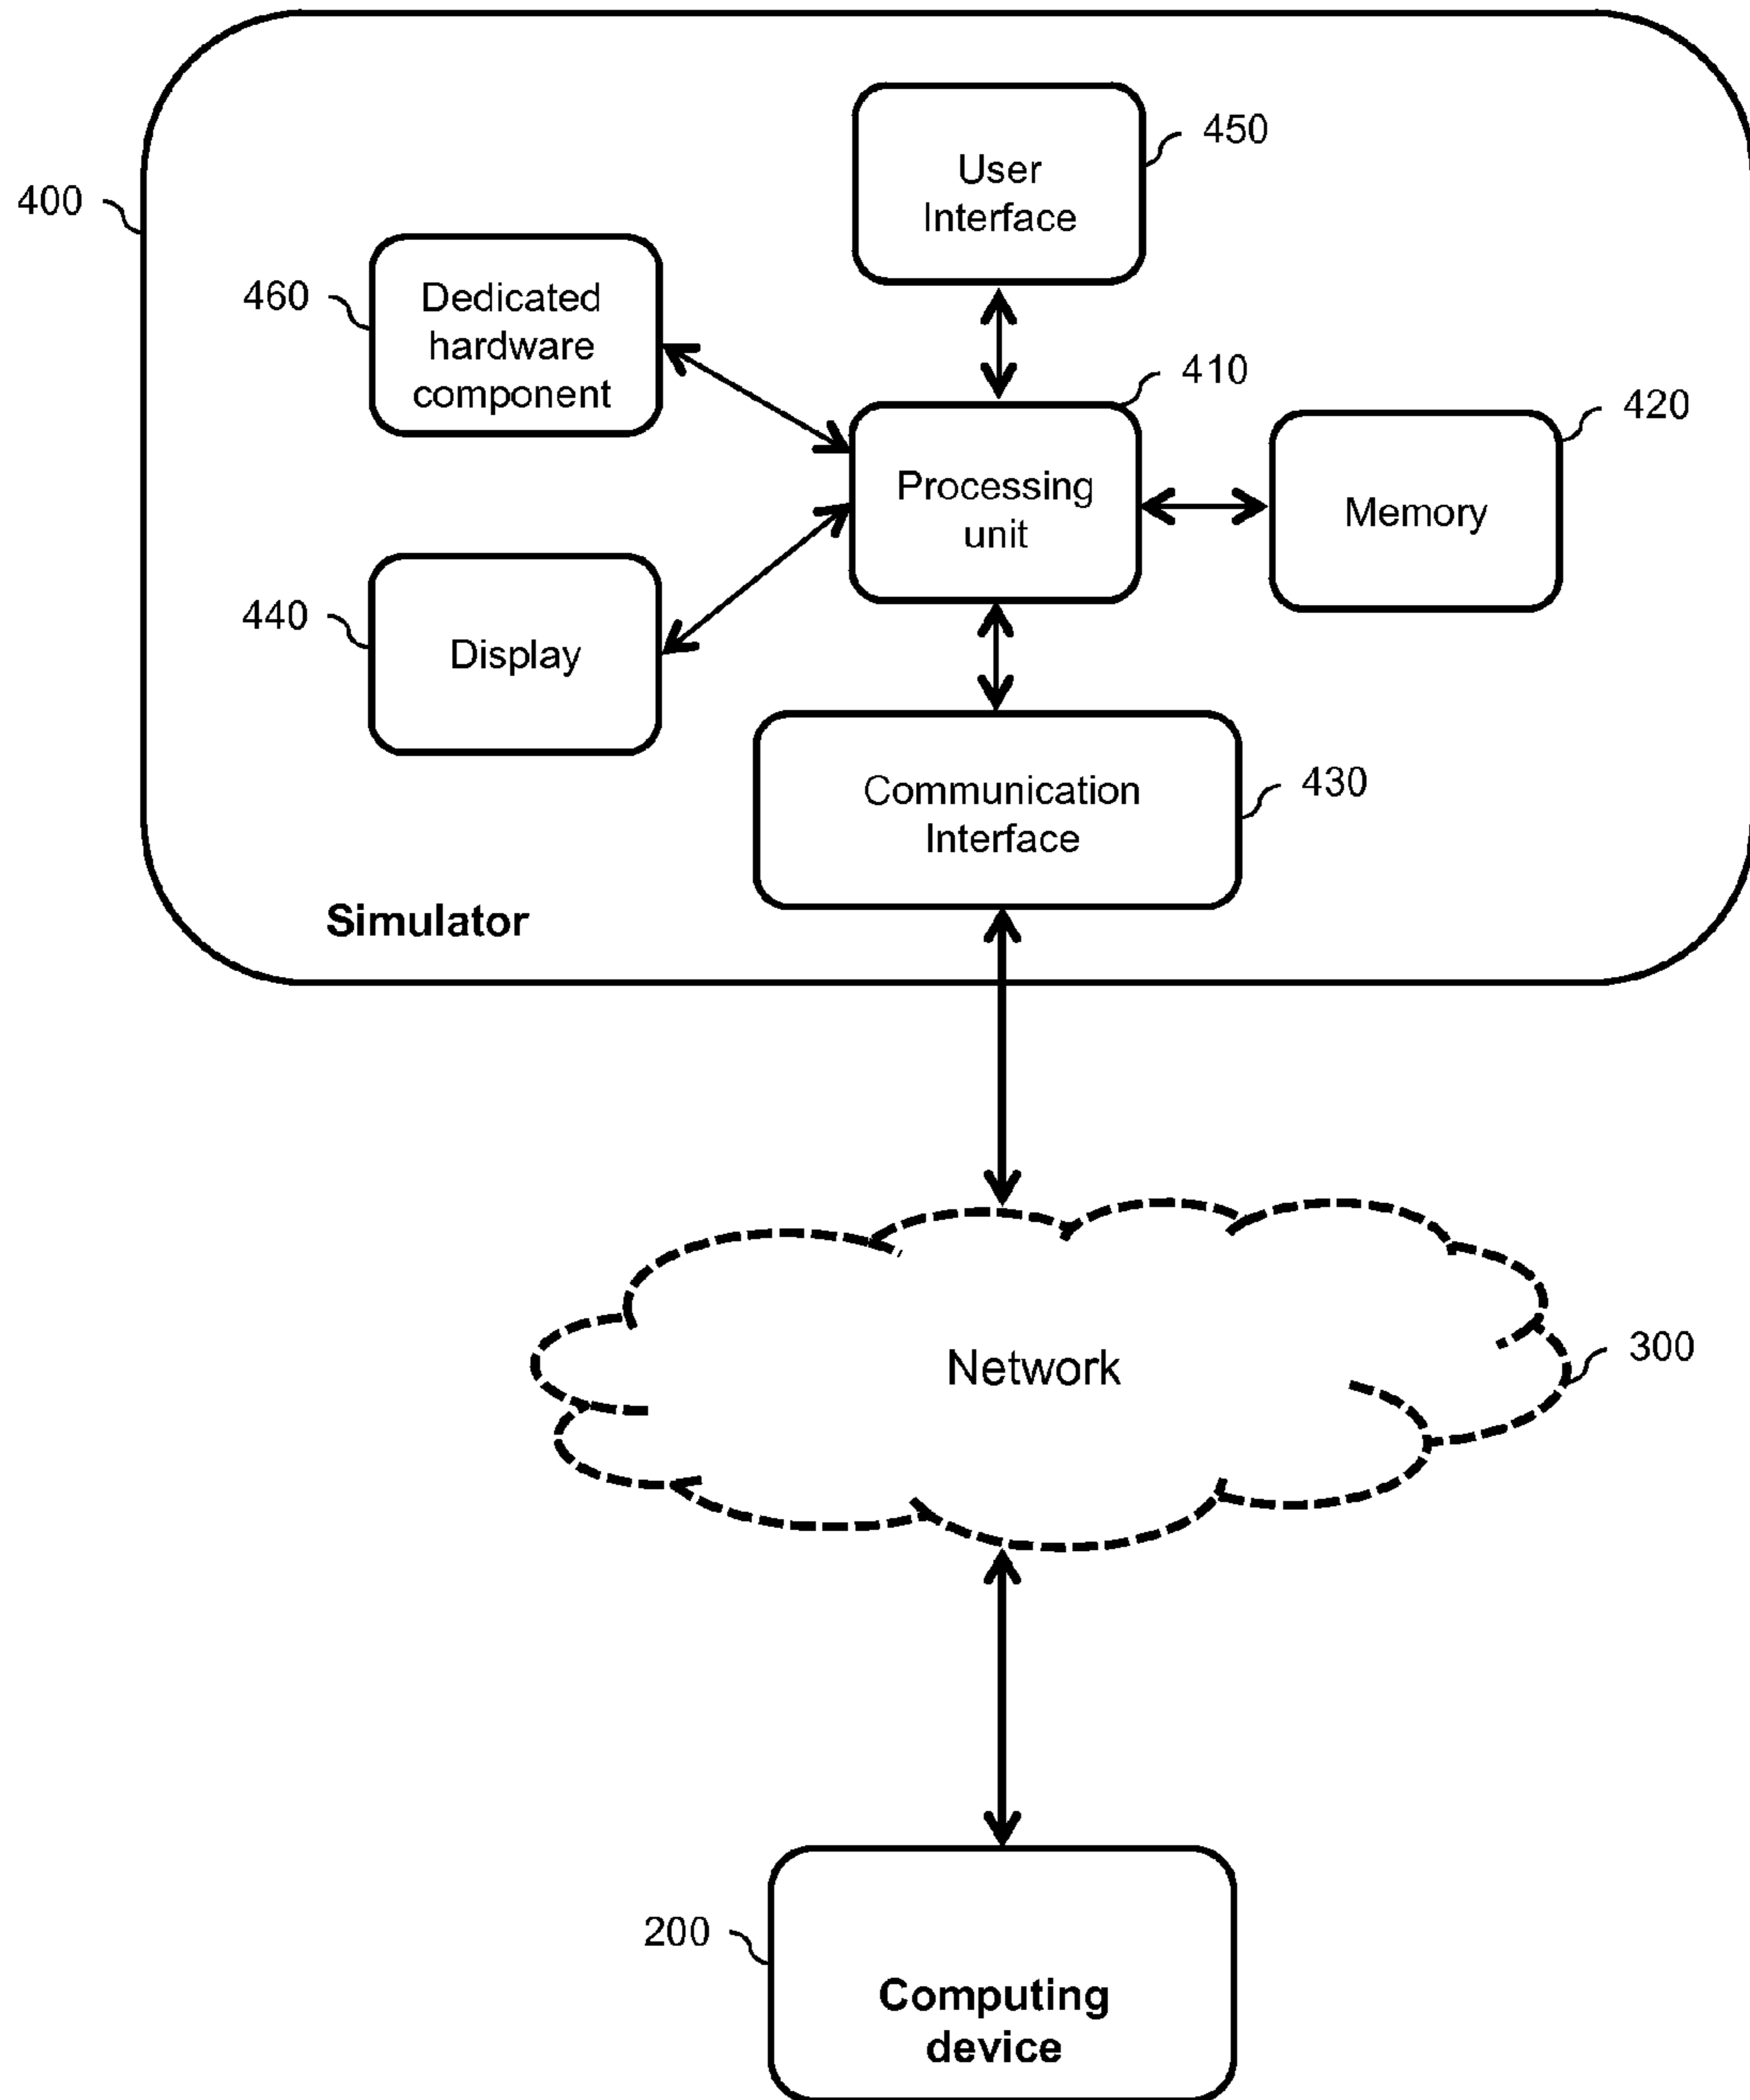 450
User
Interface
400
460
Dedicated
hardware
component
410
420
Processing
unit
Memory
440
Display
430
Communication
Interface
Simulator
Network
300
200
Computing
device